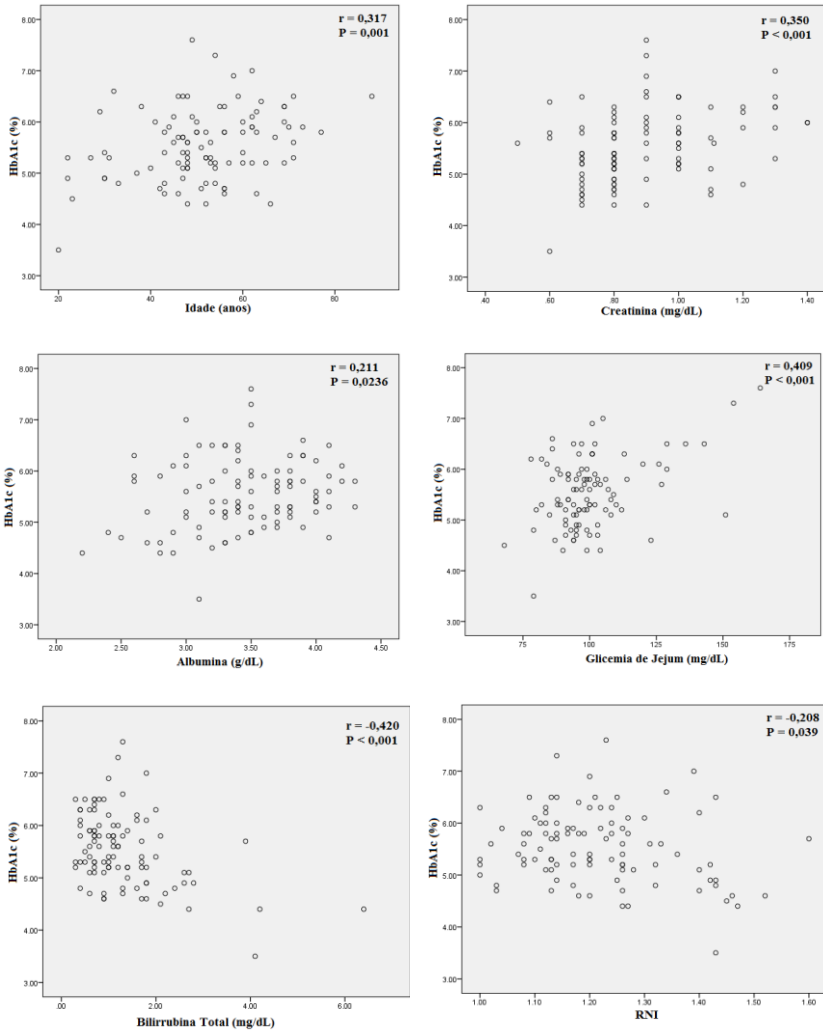 r = 0,317
P = 0,001
8.00
7.00
6.00
5.00
4.00
3.00
HbA1c (%)
20
40
60
80
Idade (anos)
r = 0,350
P < 0,001
8.00
7.00
6.00
5.00
4.00
3.00
HbA1c (%)
.40
.60
.80
1.00
1.20
1.40
Creatinina (mg/dL)
r = 0,211
P = 0,0236
8.00
7.00
6.00
5.00
4.00
3.00
HbA1c (%)
2.00
2.50
3.00
3.50
4.00
4.50
Albumina (g/dL)
r = 0,409
P < 0,001
8.00
7.00
6.00
5.00
4.00
3.00
HbA1c (%)
75
100
125
150
175
Glicemia de Jejum (mg/dL)
r = -0,420
P < 0,001
8.00
7.00
6.00
5.00
4.00
3.00
HbA1c (%)
.00
2.00
4.00
6.00
Bilirrubina Total (mg/dL)
r = -0,208
P = 0,039
8.00
7.00
6.00
5.00
4.00
3.00
HbA1c (%)
1.00
1.10
1.20
1.30
1.40
1.50
1.60
RNI